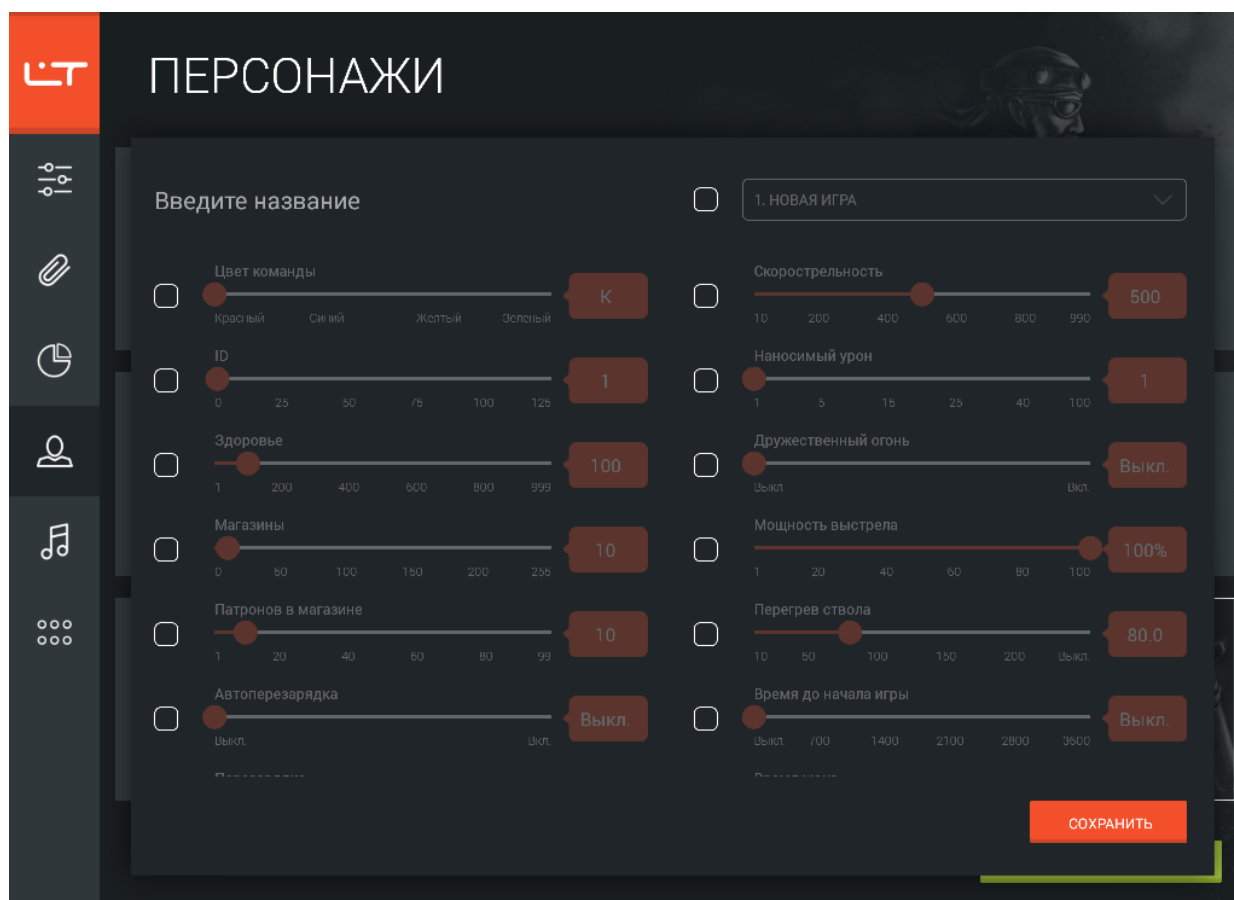 LT
ПЕРСОНАЖИ
Введите название
1. НОВАЯ ИГРА
Цвет команды
К
Красный Синий Желтый Зеленый
Скорострельность
500
10 200 400 600 800 990
ID
1
0 25 50 75 100 125
Наносимый урон
1
1 5 15 25 40 100
Здоровье
100
1 200 400 600 800 999
Дружественный огонь
Выкл.
Выкл. Вкл.
Магазины
10
0 50 100 150 200 255
Мощность выстрела
100%
1 20 40 60 80 100
Патронов в магазине
10
1 20 40 60 80 99
Перегрев ствола
80.0
10 50 100 150 200 Выкл.
Автоперезарядка
Выкл.
Выкл. Вкл.
Время до начала игры
Выкл.
Выкл. 700 1400 2100 2800 3600
СОХРАНИТЬ